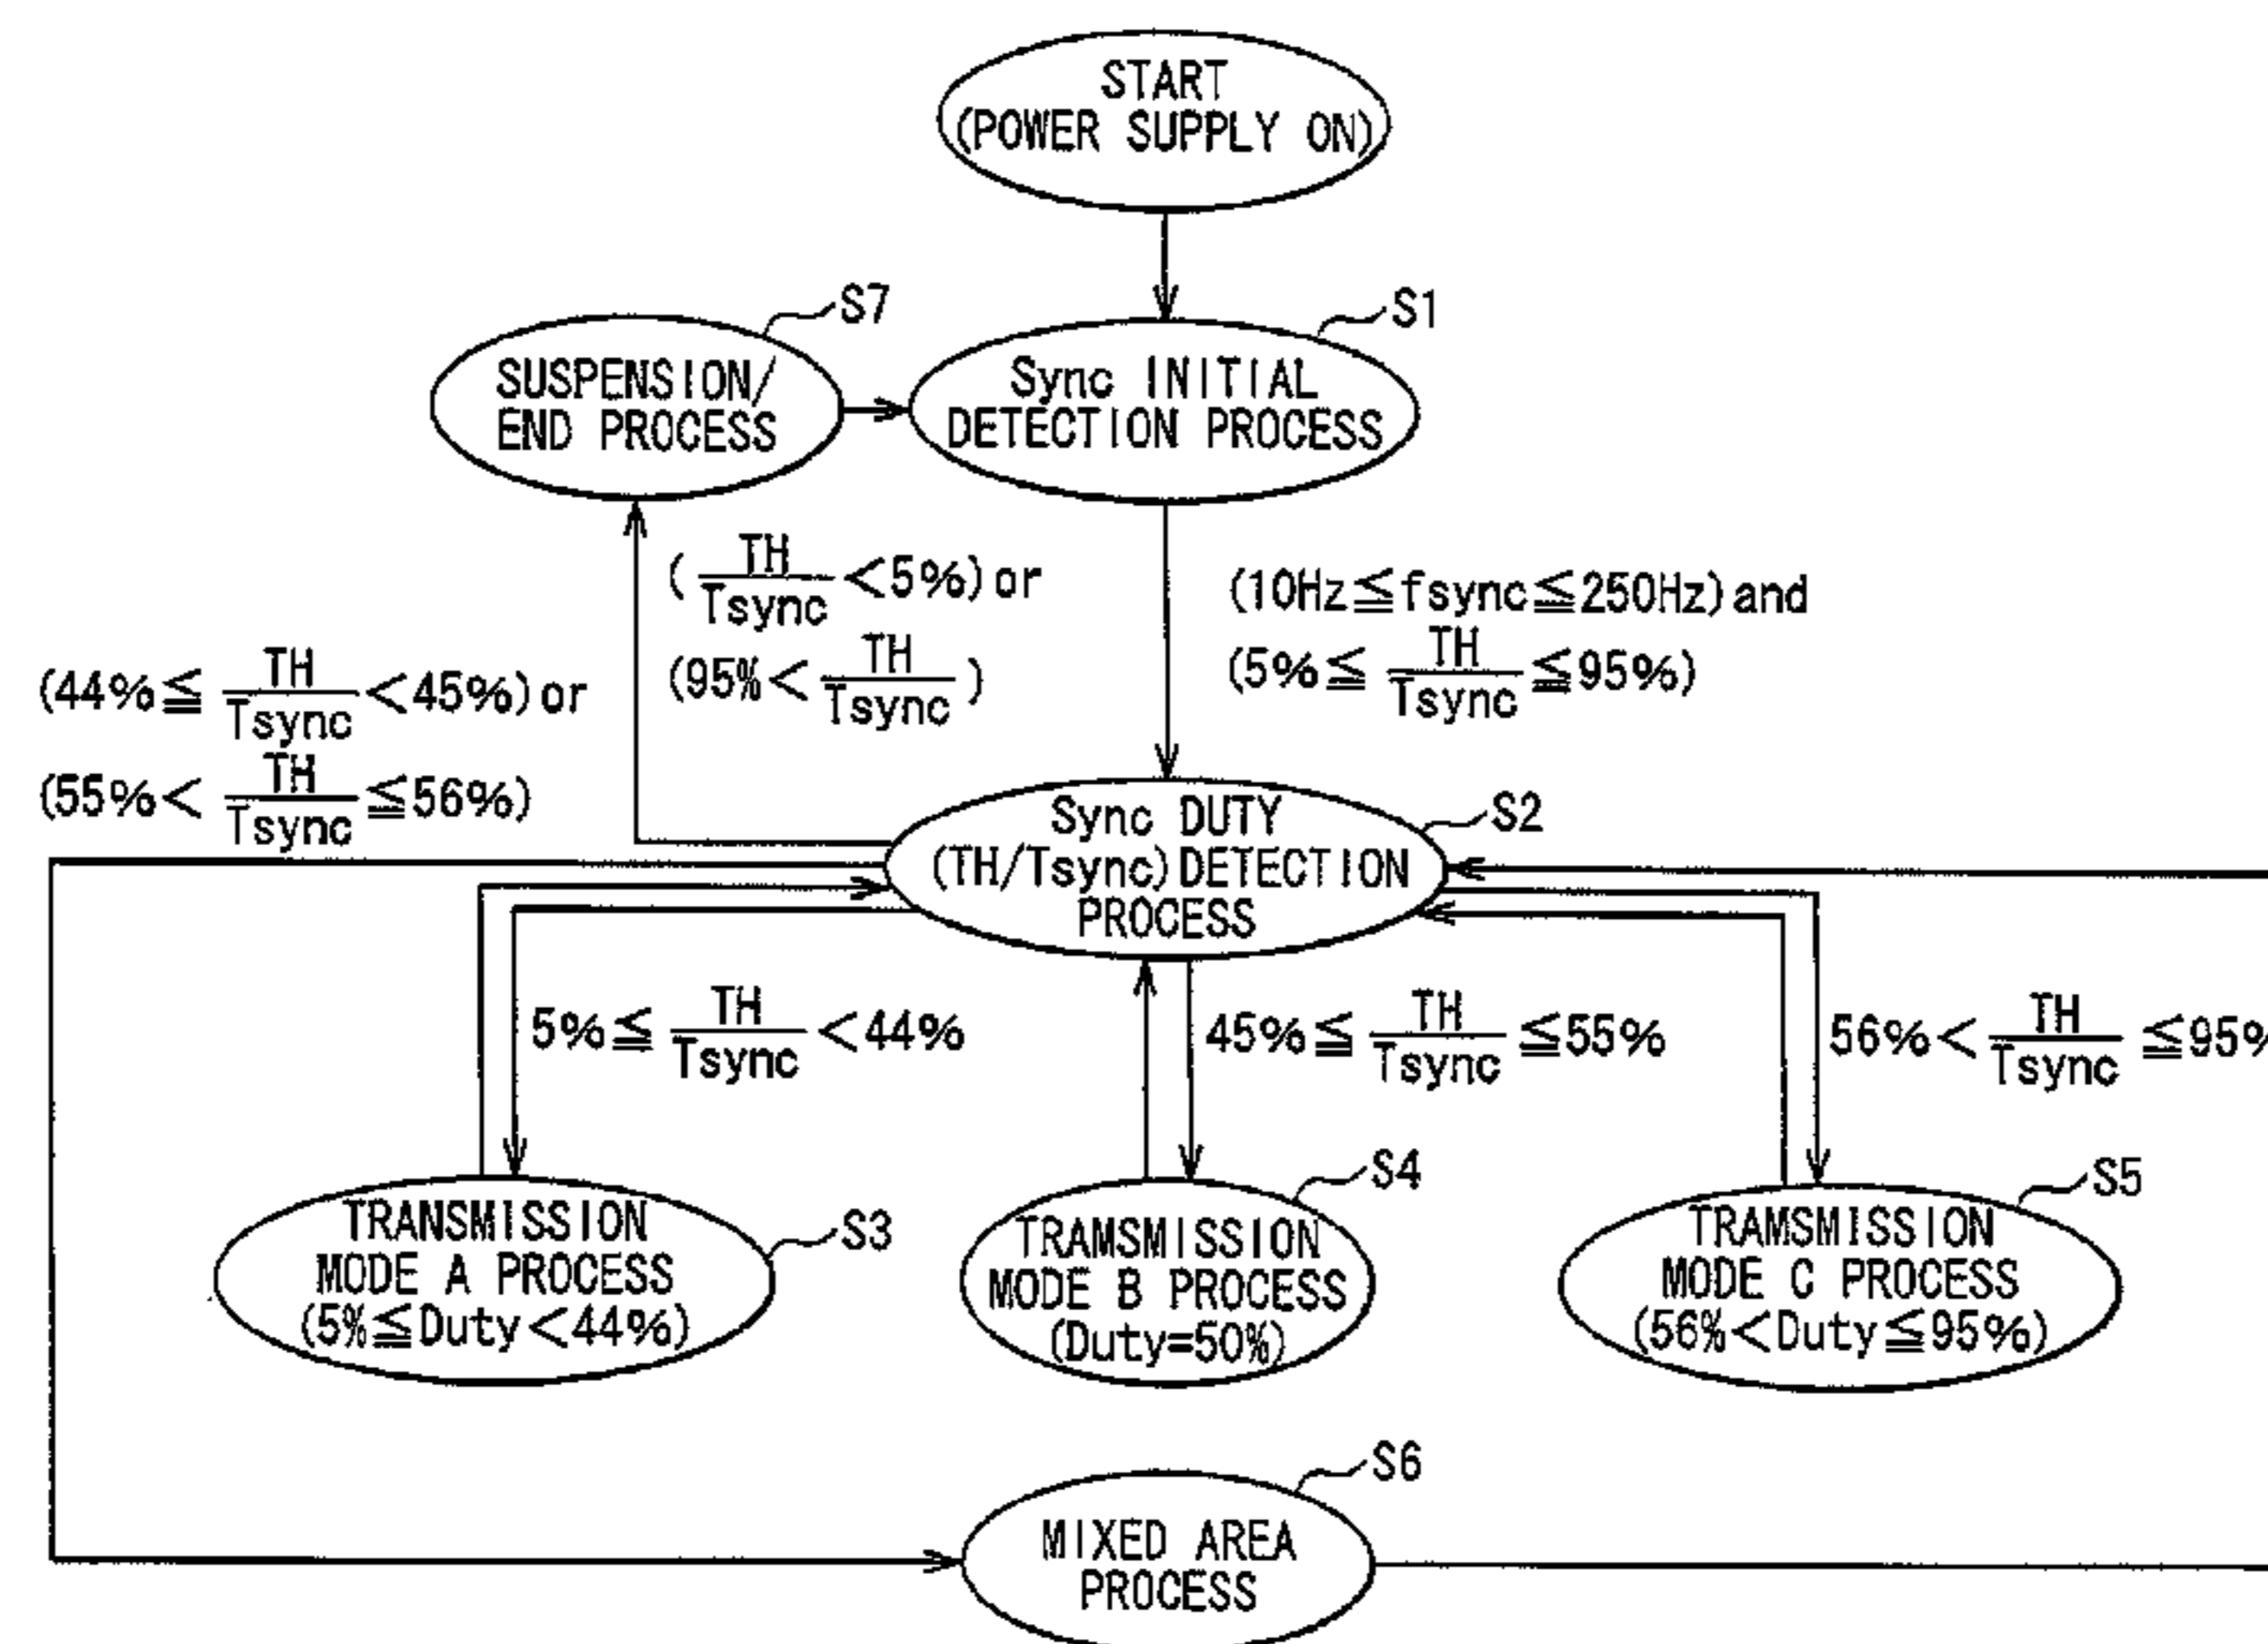 START
(POWER SUPPLY ON)
S7
S1
SUSPENSION/
END PROCESS
Sync INITIAL
DETECTION PROCESS
(TH/Tsync<5%) or
(95%<TH/Tsync)
(10Hz≦fsync≦250Hz) and
(5%≦TH/Tsync≦95%)
(44%≦TH/Tsync<45%) or
(55%<TH/Tsync≦56%)
S2
Sync DUTY
(TH/Tsync) DETECTION
PROCESS
5%≦TH/Tsync<44%
45%≦TH/Tsync≦55%
56%<TH/Tsync≦95%
S3
TRANSMISSION
MODE A PROCESS
(5%≦Duty<44%)
S4
TRAMSMISSION
MODE B PROCESS
(Duty=50%)
S5
TRAMSMISSION
MODE C PROCESS
(56%<Duty≦95%)
S6
MIXED AREA
PROCESS